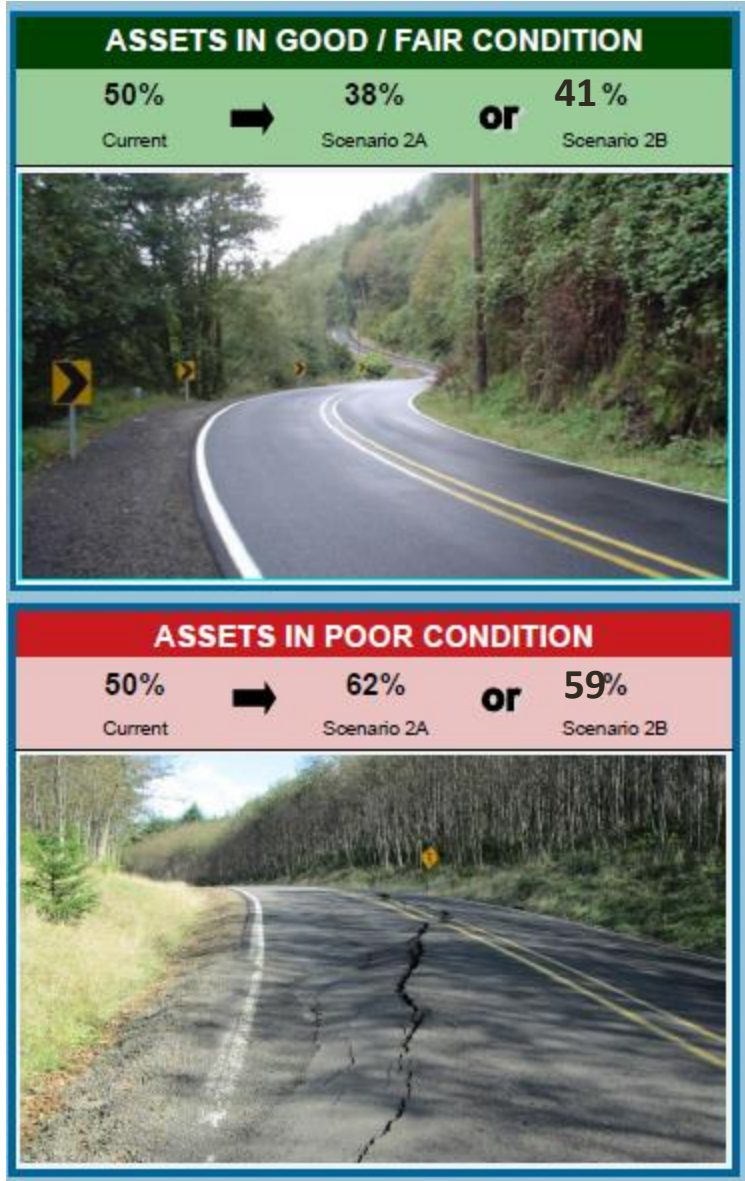 ASSETS IN GOOD / FAIR CONDITION
50% 38% or 41%
Current Scenario 2A Scenario 2B
ASSETS IN POOR CONDITION
50% 62% or 59%
Current Scenario 2A Scenario 2B